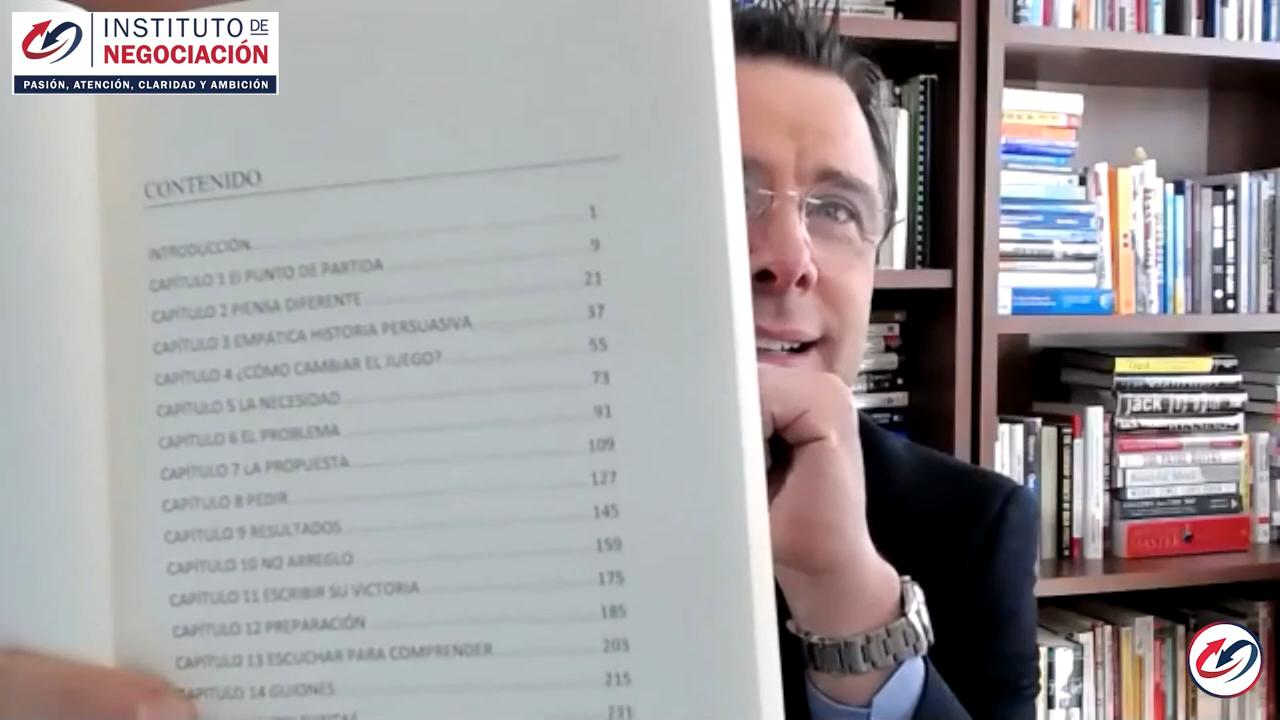 INSTITUTO DE
NEGOCIACIÓN
PASIÓN, ATENCIÓN, CLARIDAD Y AMBICIÓN
CONTENIDO
INTRODUCCIÓN 1
CAPÍTULO 1 El PUNTO DE PARTIDA 9
CAPÍTULO 2 PIENSA DIFERENTE 21
CAPÍTULO 3 EMPÁTICA HISTORIA PERSUASIVA 37
CAPÍTULO 4 ¿CÓMO CAMBIAR EL JUEGO? 55
CAPÍTULO 5 LA NECESIDAD 73
CAPÍTULO 6 EL PROBLEMA 91
CAPÍTULO 7 LA PROPUESTA 109
CAPÍTULO 8 PEDIR 127
CAPÍTULO 9 RESULTADOS 145
CAPÍTULO 10 NO ARREGLO 159
CAPÍTULO 11 ESCRIBIR SU VICTORIA 175
CAPÍTULO 12 PREPARACIÓN 185
CAPÍTULO 13 ESCUCHAR PARA COMPRENDER 203
CAPÍTULO 14 GUIONES 215
231
jack